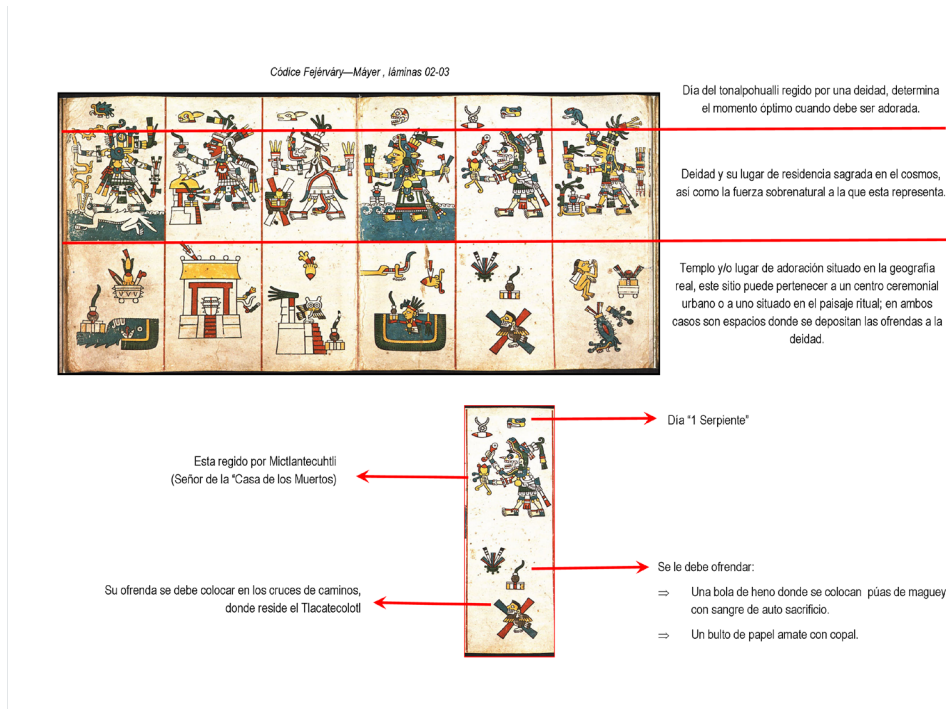 Códice Fejérváry—Máyer , láminas 02-03
Día del tonalpohualli regido por una deidad, determina
el momento óptimo cuando debe ser adorada.
Deidad y su lugar de residencia sagrada en el cosmos,
asi como la fuerza sobrenatural a la que esta representa.
Templo y/o lugar de adoración situado en la geografia
real, este sitio puede pertenecer a un centro ceremonial
urbano o a uno situado en el paisaje ritual; en ambos
casos son espacios donde se depositan las ofrendas a la
deidad.
Día “1 Serpiente”
Esta regido por Mictlantecuhtli
(Señor de la “Casa de los Muertos)
Se le debe ofrendar:
⇒ Una bola de heno donde se colocan púas de maguey
con sangre de auto sacrificio.
⇒ Un bulto de papel amate con copal.
Su ofrenda se debe colocar en los cruces de caminos,
donde reside el Tlacatecolotl